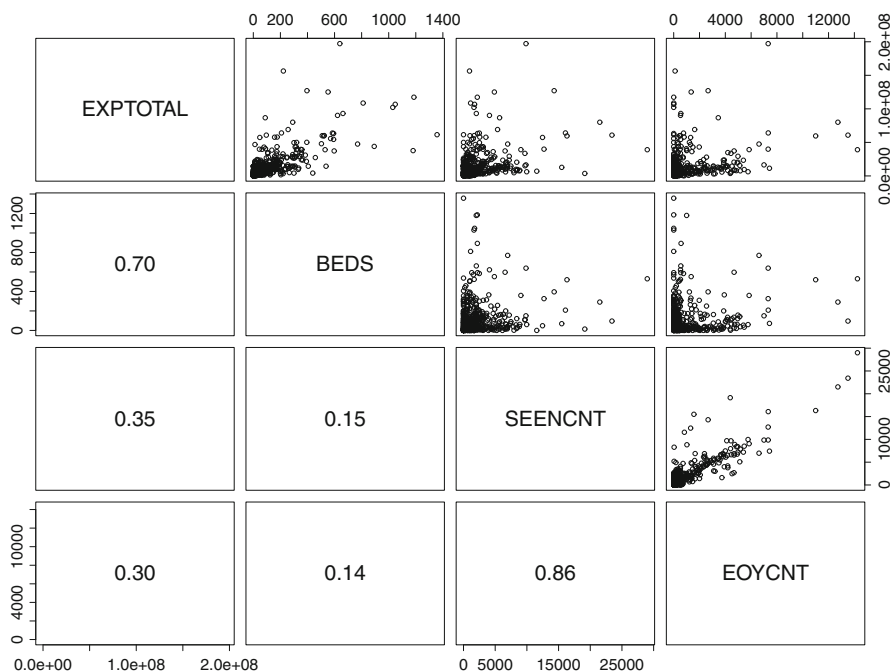 0 200 600 1000 1400
0 4000 8000 12000
EXPTOTAL
0.0e+00 1.0e+08 2.0e+08
0 400 800 1200
0.70
BEDS
0.35
0.15
SEENCNT
0 10000 25000
0 4000 10000
0.30
0.14
0.86
EOYCNT
0.0e+00 1.0e+08 2.0e+08
0 5000 15000 25000